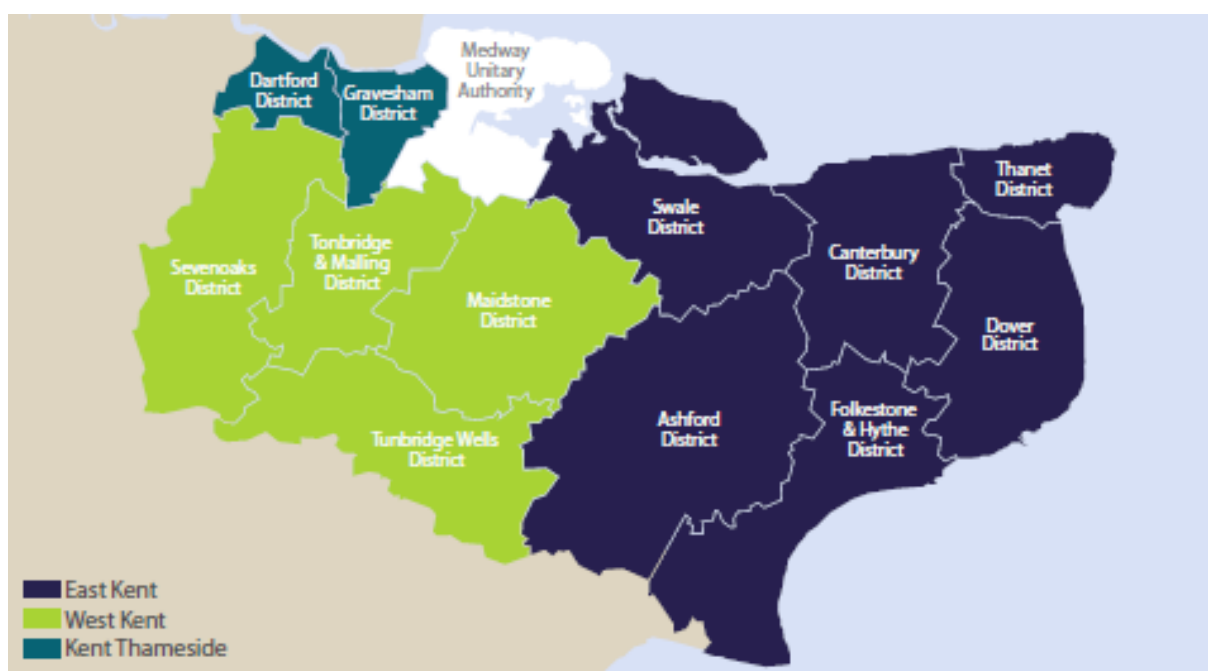 Medway
Unitary
Authority
Dartford
District
Gravesham
District
Thanet
District
Swale
District
Tonbridge
& Malling
District
Canterbury
District
Sevenoaks
District
Maidstone
District
Dover
District
Ashford
District
Folkestone
& Hythe
District
Tunbridge Wells
District
East Kent
West Kent
Kent Thameside